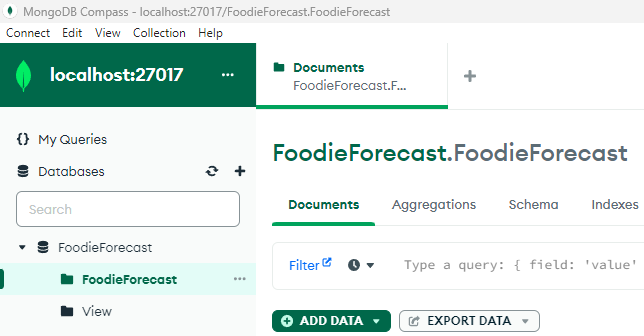 MongoDB Compass - localhost:27017/FoodieForecast.FoodieForecast
Connect Edit View Collection Help
localhost:27017 ...
Documents
FoodieForecast.F...
{} My Queries
Databases
Search
FoodieForecast
FoodieForecast ...
View
FoodieForecast.FoodieForecast
Documents Aggregations Schema Indexes
Filter Type a query: { field: 'value'
ADD DATA EXPORT DATA